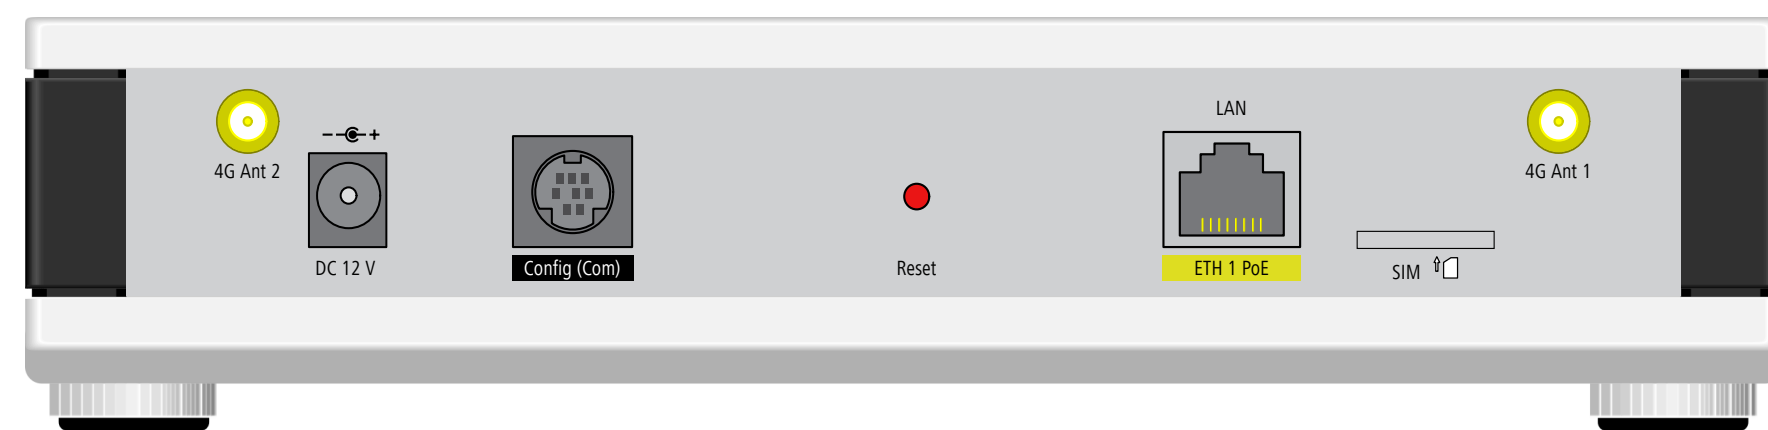 LAN
4G Ant 2
4G Ant 1
DC 12 V
Config (Com)
Reset
ETH 1 PoE
SIM